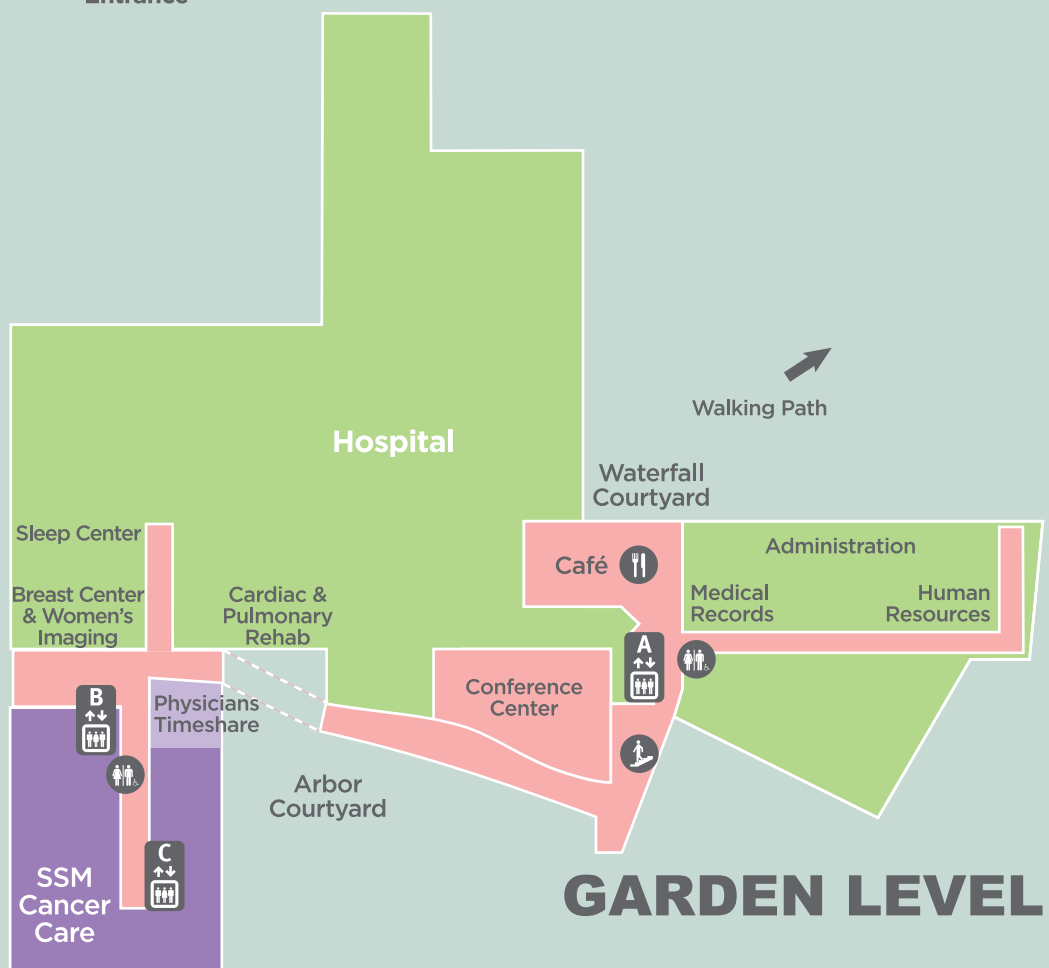 Entrance
Hospital
Walking Path
Waterfall
Courtyard
Sleep Center
Café
Administration
Breast Center
& Women's
Imaging
Cardiac &
Pulmonary
Rehab
Medical
Records
Human
Resources
A
B
Physicians
Timeshare
Conference
Center
Arbor
Courtyard
C
SSM
Cancer
Care
GARDEN LEVEL